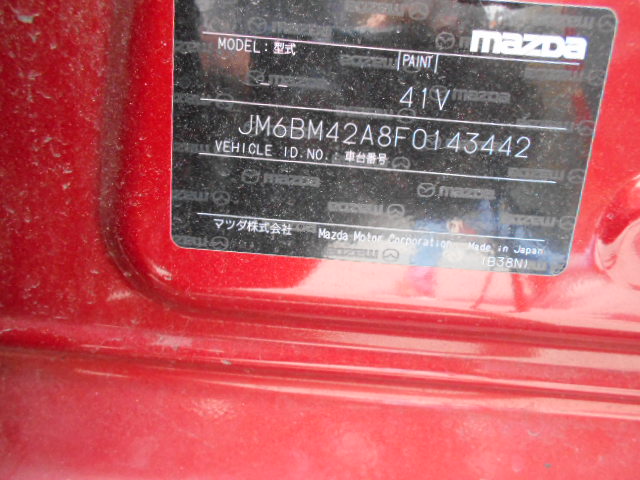 mazda
MODEL: 型式 PAINT
-- 41V
JM6BM42A8F0143442
VEHICLE ID.NO.: 車台番号
マツダ株式会社 Mazda Motor Corporation Made in Japan
(B38N)